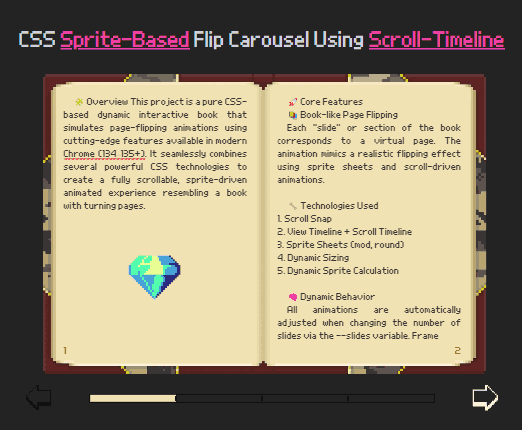 CSS Sprite-Based Flip Carousel Using Scroll-Timeline
Overview This project is a pure CSS-
based dynamic interactive book that
simulates page-flipping animations using
cutting-edge features available in modern
Chrome (134, 135+). It seamlessly combines
several powerful CSS technologies to
create a fully scrollable, sprite-driven
animated experience resembling a book
with turning pages.
1
Core Features
Book-like Page Flipping
Each "slide" or section of the book
corresponds to a virtual page. The
animation mimics a realistic flipping effect
using sprite sheets and scroll-driven
animations.
Technologies Used
1. Scroll Snap
2. View Timeline + Scroll Timeline
3. Sprite Sheets (mod, round)
4. Dynamic Sizing
5. Dynamic Sprite Calculation
Dynamic Behavior
All animations are automatically
adjusted when changing the number of
slides via the --slides variable. Frame
2